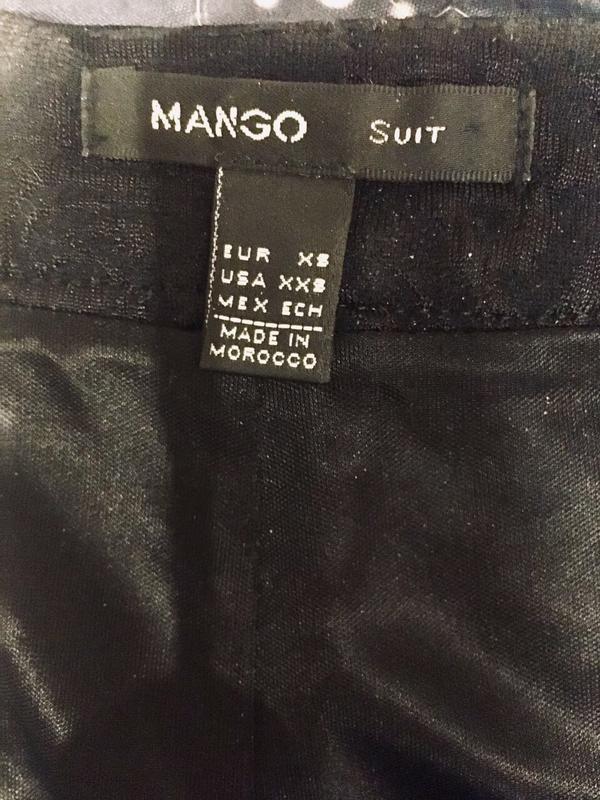 MANGO SUIT
EUR XS
USA XXS
MEX ECH
MADE IN
MOROCCO